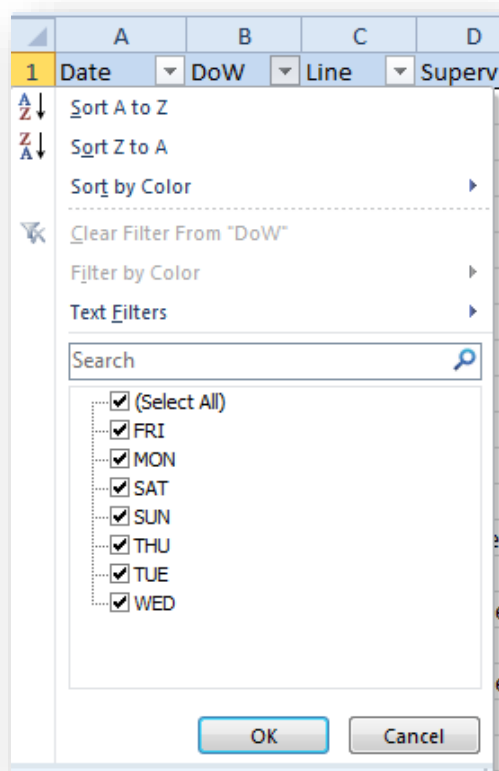 A B C D
1 Date DoW Line Superv
Sort A to Z
Sort Z to A
Sort by Color
Clear Filter From "DoW"
Filter by Color
Text Filters
Search
(Select All)
FRI
MON
SAT
SUN
THU
TUE
WED
OK Cancel